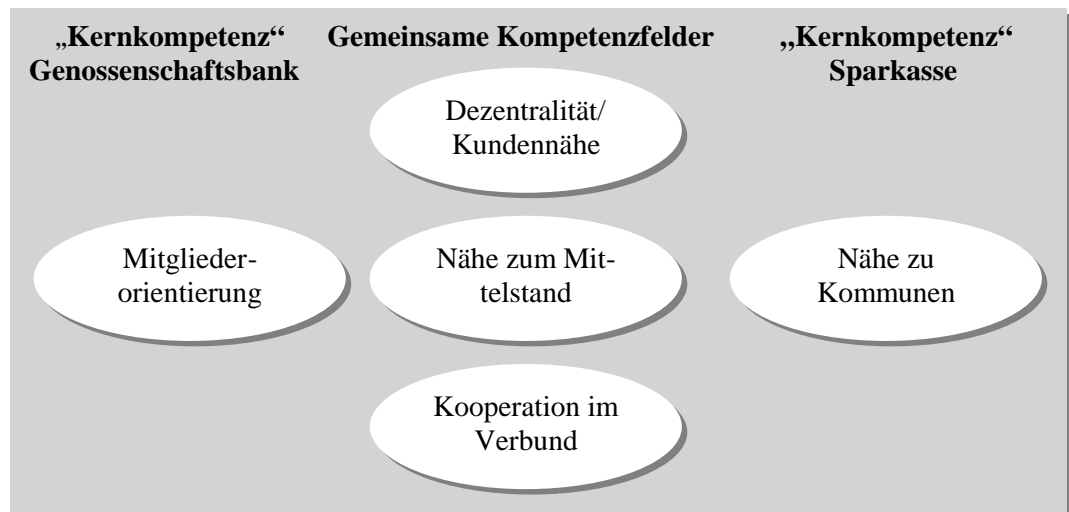 „Kernkompetenz“ Gemeinsame Kompetenzfelder „Kernkompetenz“
Genossenschaftsbank Sparkasse
Dezentralität/
Kundennähe
Mitglieder-
orientierung
Nähe zum Mit-
telstand
Nähe zu
Kommunen
Kooperation im
Verbund